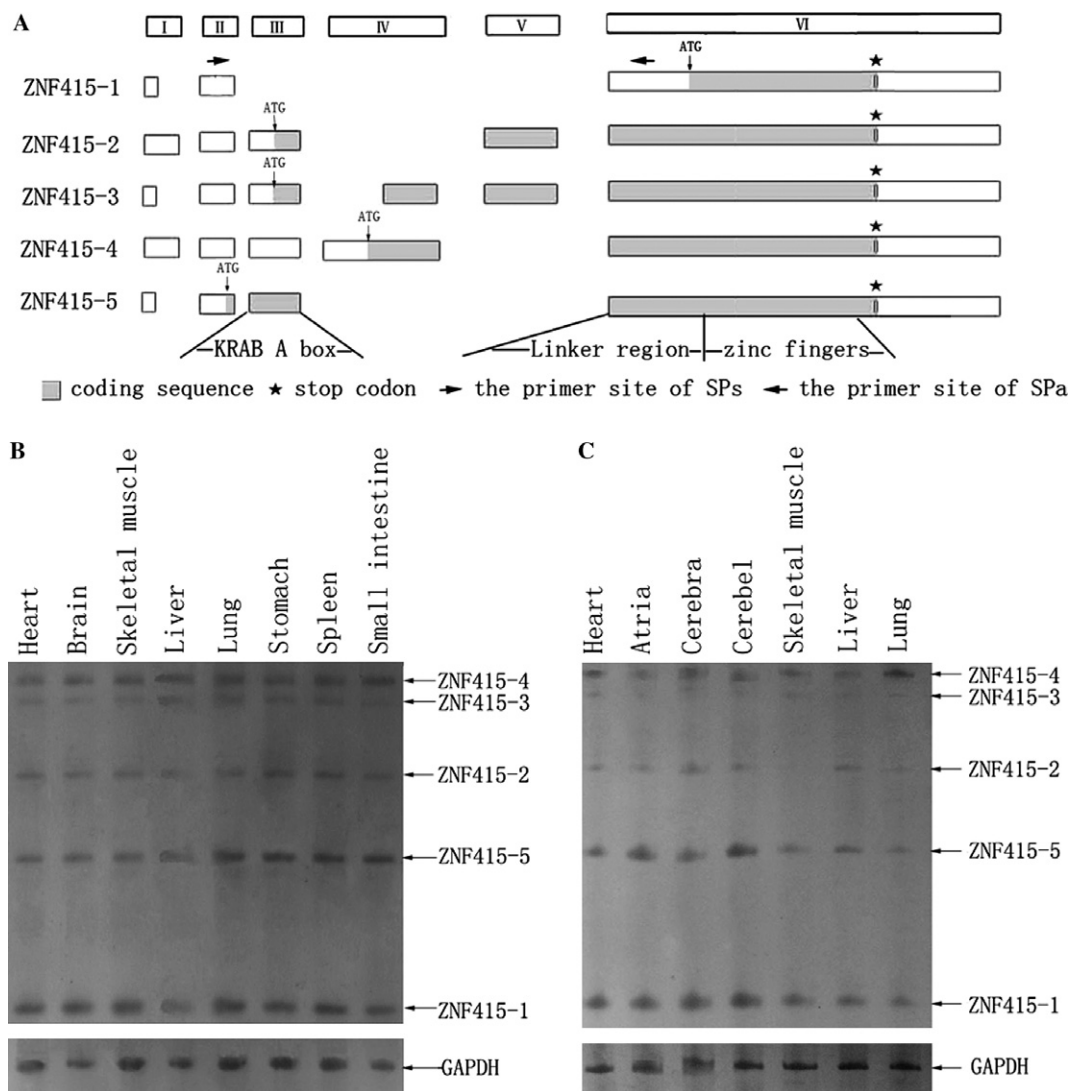 A
I II III IV V VI
ATG
ZNF415-1
ATG
ZNF415-2
ATG
ZNF415-3
ATG
ZNF415-4
ATG
ZNF415-5
KRAB A box
Linker region
zinc fingers
coding sequence ★ stop codon → the primer site of SPs ← the primer site of SPa
B
Heart
Brain
Skeletal muscle
Liver
Lung
Stomach
Spleen
Small intestine
ZNF415-4
ZNF415-3
ZNF415-2
ZNF415-5
ZNF415-1
GAPDH
C
Heart
Atria
Cerebra
Cerebel
Skeletal muscle
Liver
Lung
ZNF415-4
ZNF415-3
ZNF415-2
ZNF415-5
ZNF415-1
GAPDH